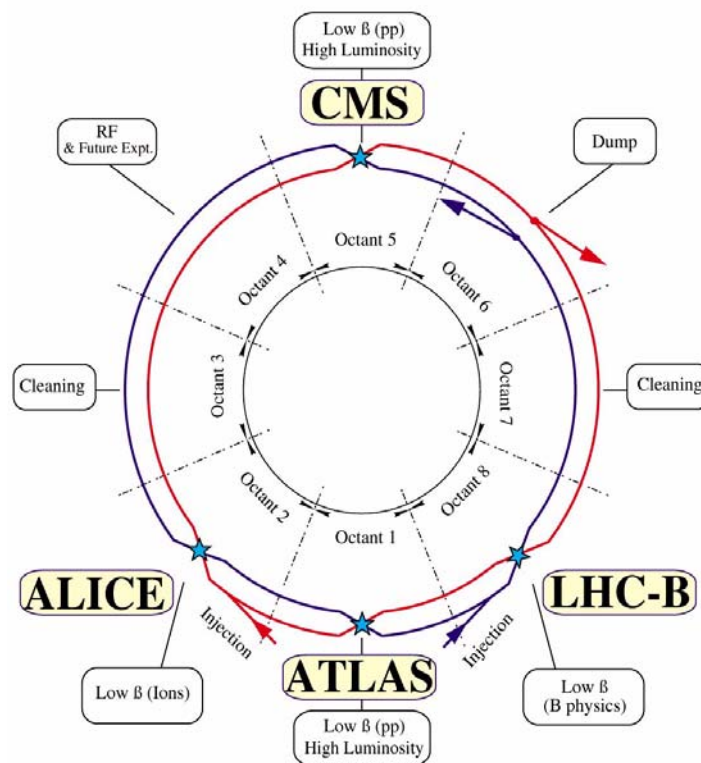 Low ß (pp)
High Luminosity
CMS
RF
& Future Expt.
Dump
Octant 5
Octant 4
Octant 6
Cleaning
Octant 3
Octant 7
Cleaning
Octant 2
Octant 8
Octant 1
ALICE
LHC-B
Injection
Injection
ATLAS
Low ß (Ions)
Low ß
(B physics)
Low ß (pp)
High Luminosity